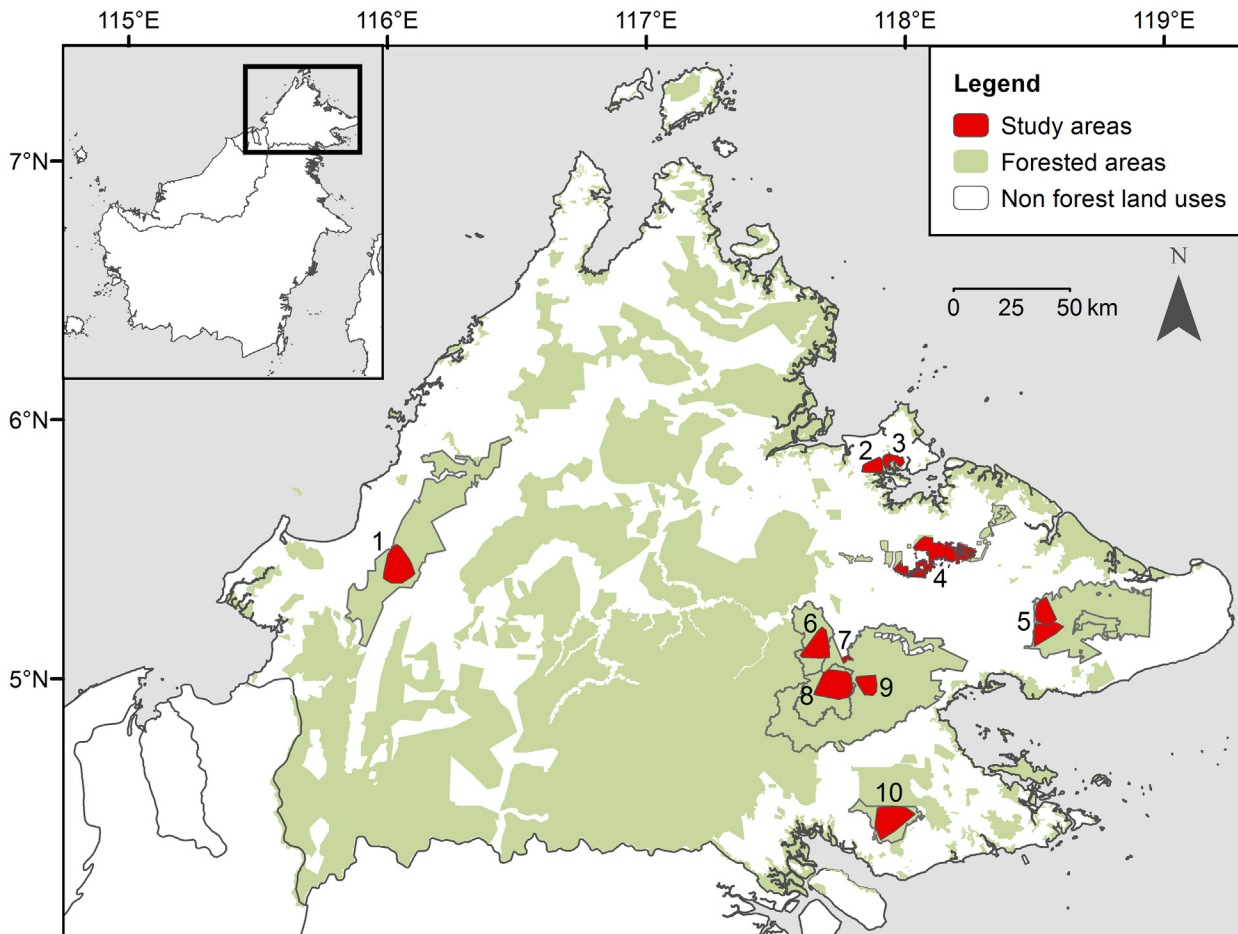 115°E 116°E 117°E 118°E 119°E
Legend
Study areas
Forested areas
Non forest land uses
7°N
N
0 25 50 km
6°N
2 3
1
4
5
6
7
5°N
8 9
10